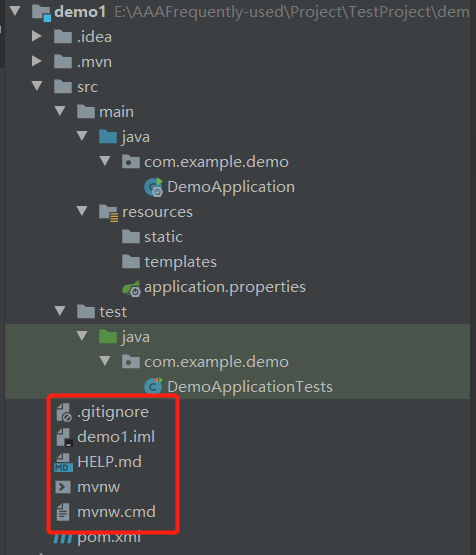 demo1 E:\AAAFrequently-used\Project\TestProject\dem
.idea
.mvn
src
main
java
com.example.demo
DemoApplication
resources
static
templates
application.properties
test
java
com.example.demo
DemoApplicationTests
.gitignore
demo1.iml
HELP.md
mvnw
mvnw.cmd
pom.xml